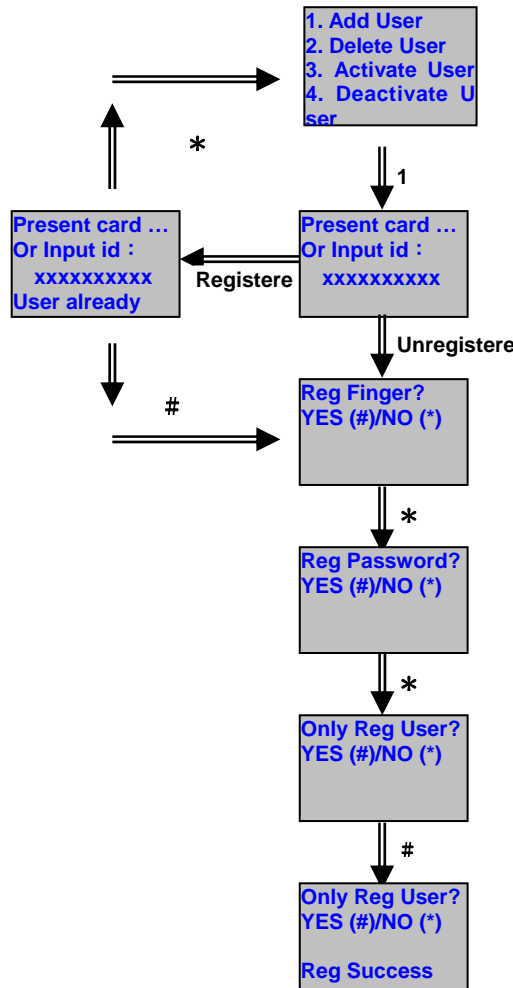 1. Add User
2. Delete User
3. Activate User
4. Deactivate U
ser
*
1
Present card ...
Or Input id：
xxxxxxxxxx
User already
Registere
Present card ...
Or Input id：
xxxxxxxxxx
Unregistere
#
Reg Finger?
YES (#)/NO (*)
*
Reg Password?
YES (#)/NO (*)
*
Only Reg User?
YES (#)/NO (*)
#
Only Reg User?
YES (#)/NO (*)
Reg Success